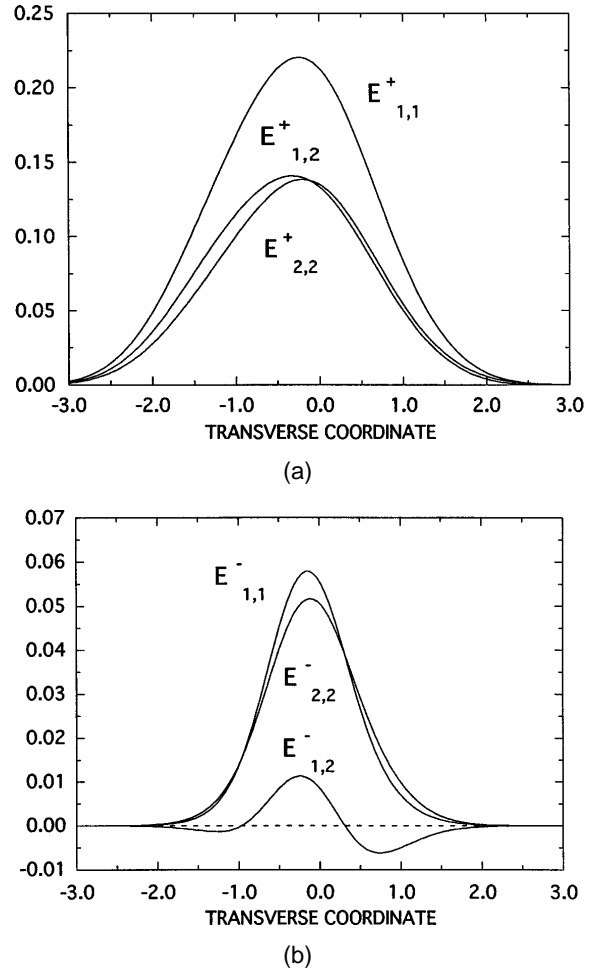 0.25
0.20
0.15
0.10
0.05
0.00
E+1,1
E+1,2
E+2,2
-3.0 -2.0 -1.0 0.0 1.0 2.0 3.0
TRANSVERSE COORDINATE
(a)
0.07
0.06
0.05
0.04
0.03
0.02
0.01
0.00
-0.01
E-1,1
E-2,2
E-1,2
-3.0 -2.0 -1.0 0.0 1.0 2.0 3.0
TRANSVERSE COORDINATE
(b)